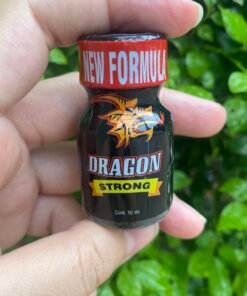 NEW FORMULA
DRAGON
STRONG
Cont. 10 ml